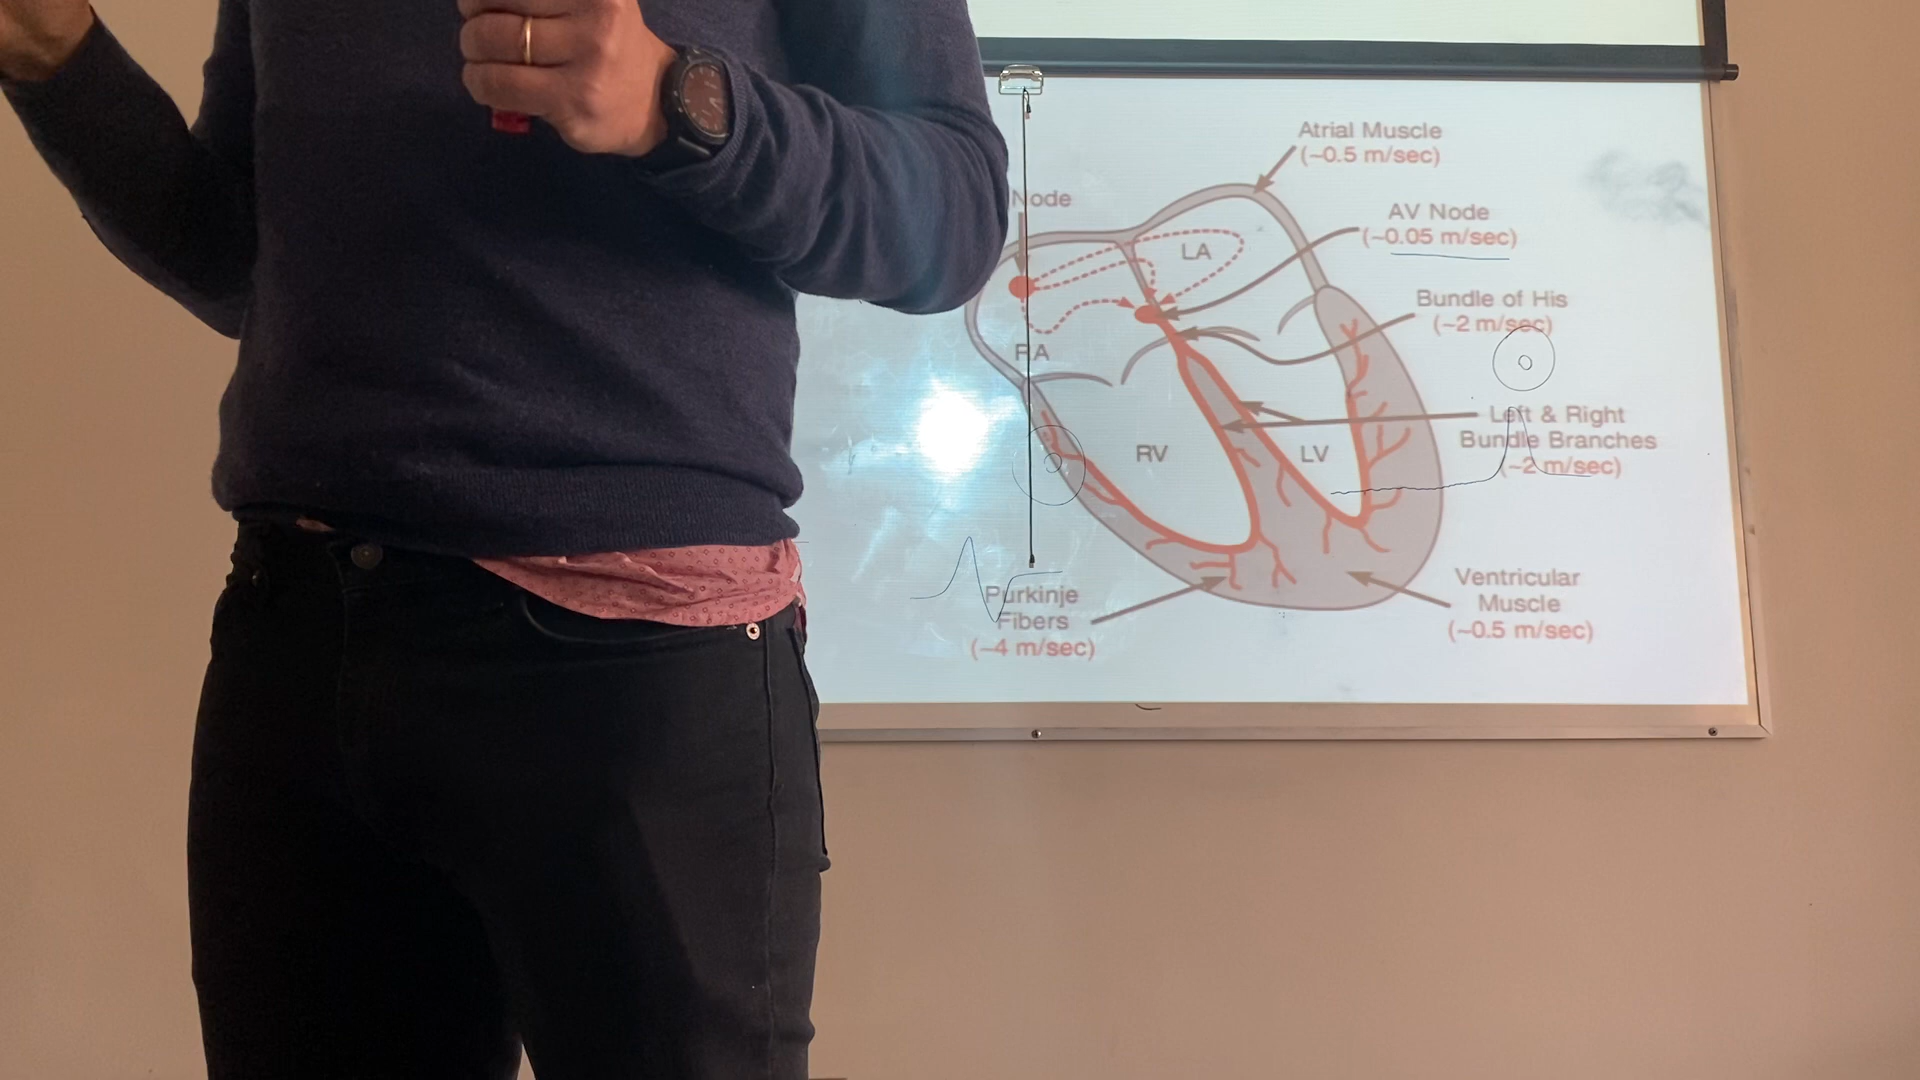 Atrial Muscle
(~0.5 m/sec)
Node
AV Node
(~0.05 m/sec)
LA
Bundle of His
(~2 m/sec)
RA
Left & Right
Bundle Branches
(~2 m/sec)
RV
LV
Purkinje
Fibers
(~4 m/sec)
Ventricular
Muscle
(~0.5 m/sec)